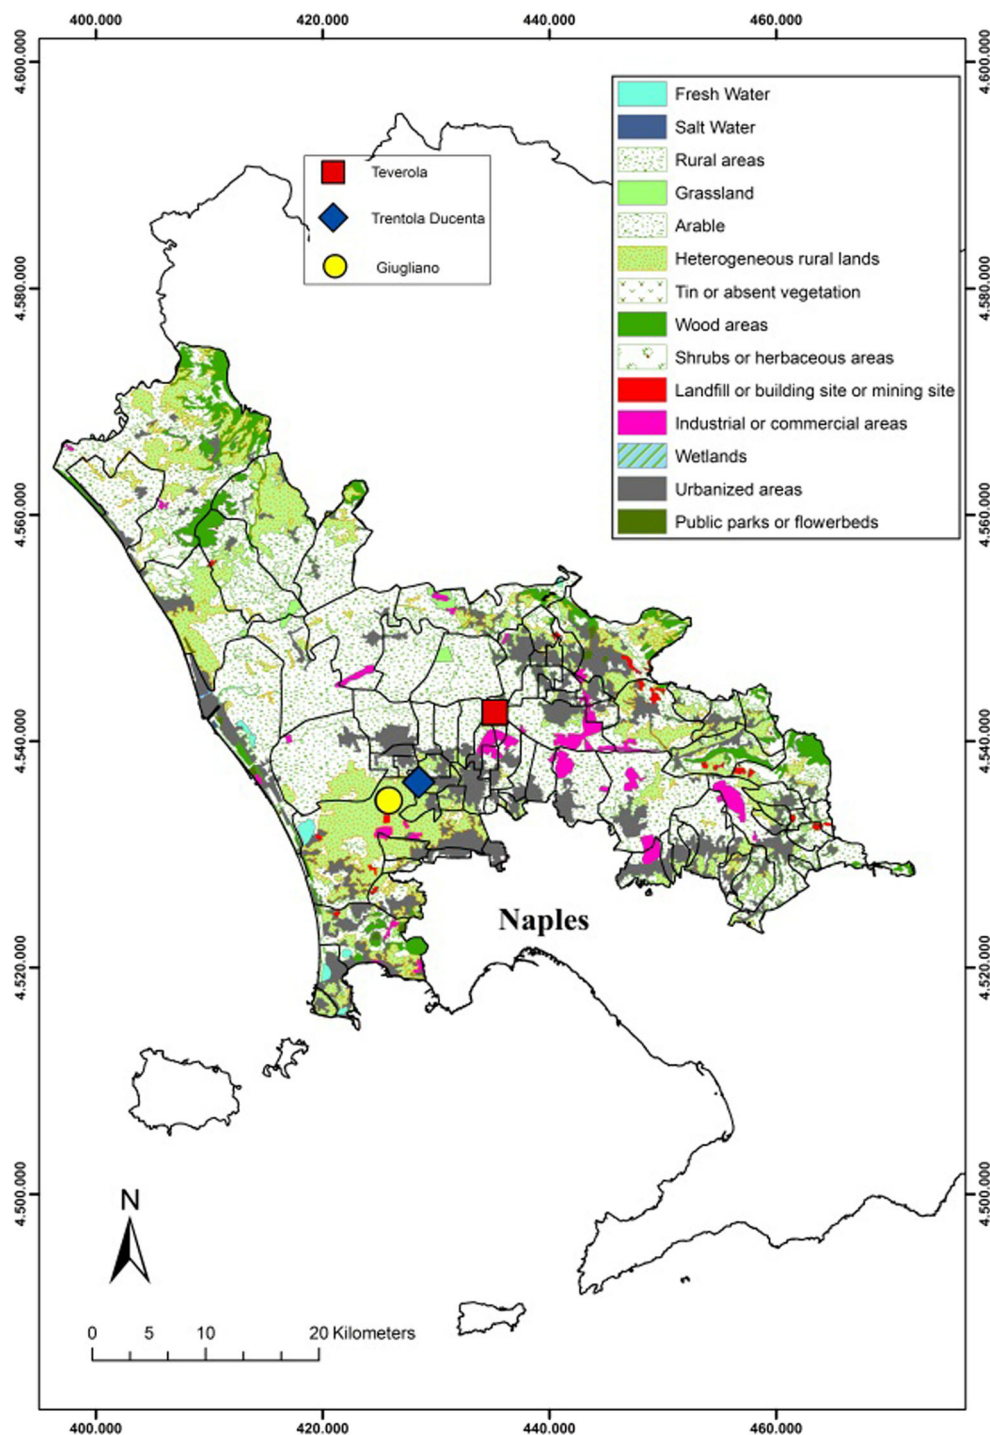 400.000 420.000 440.000 460.000
4.600.000 4.600.000
Fresh Water
Salt Water
Rural areas
Grassland
Arable
Heterogeneous rural lands
Tin or absent vegetation
Wood areas
Shrubs or herbaceous areas
Landfill or building site or mining site
Industrial or commercial areas
Wetlands
Urbanized areas
Public parks or flowerbeds
Teverola
Trentola Ducenta
Giugliano
4.580.000 4.580.000
4.560.000 4.560.000
4.540.000 4.540.000
Naples
4.520.000 4.520.000
4.500.000 4.500.000
N
0 5 10 20 Kilometers
400.000 420.000 440.000 460.000